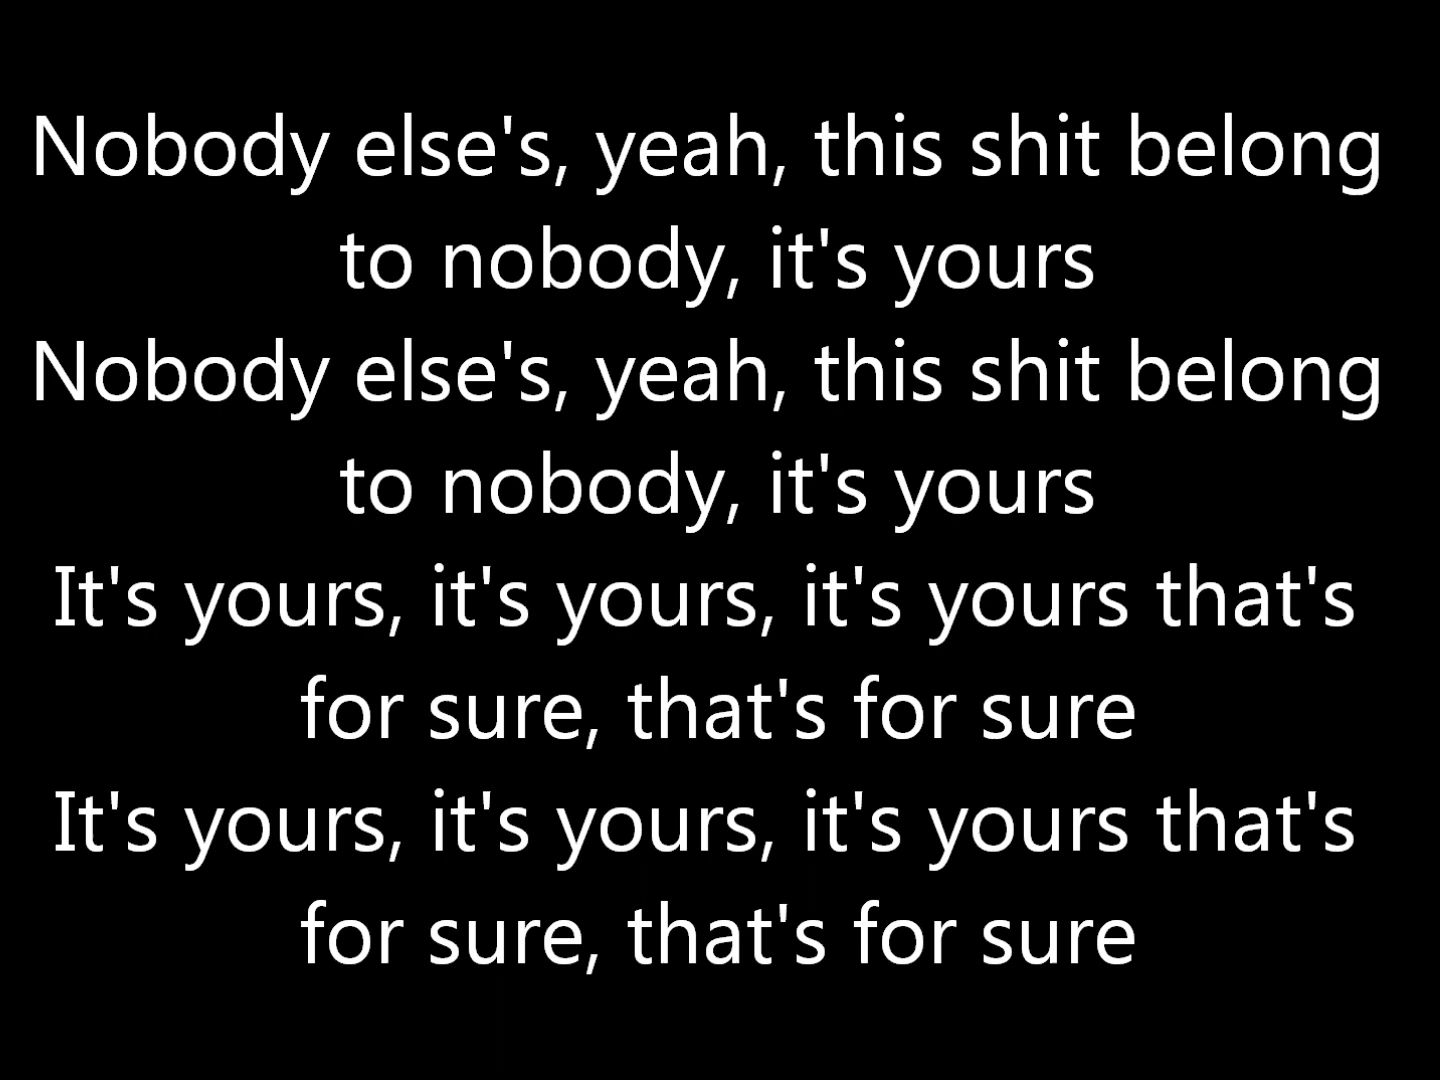 Nobody else's, yeah, this shit belong
to nobody, it's yours
Nobody else's, yeah, this shit belong
to nobody, it's yours
It's yours, it's yours, it's yours that's
for sure, that's for sure
It's yours, it's yours, it's yours that's
for sure, that's for sure